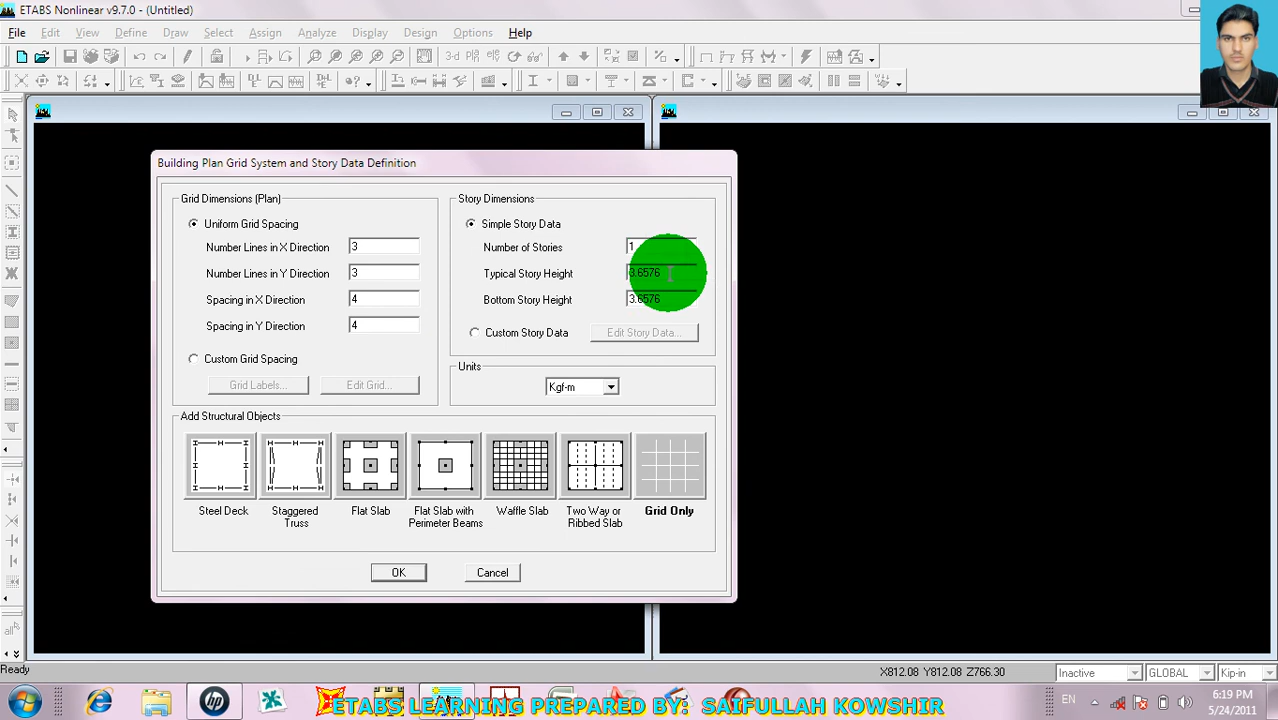 ETABS Nonlinear v9.7.0 - (Untitled)
File Edit View Define Draw Select Assign Analyze Display Design Options Help
3-d
Building Plan Grid System and Story Data Definition
Grid Dimensions (Plan)
Uniform Grid Spacing
Number Lines in X Direction 3
Number Lines in Y Direction 3
Spacing in X Direction 4
Spacing in Y Direction 4
Custom Grid Spacing
Grid Labels... Edit Grid...
Story Dimensions
Simple Story Data
Number of Stories 1
Typical Story Height 3.6576
Bottom Story Height 3.6576
Custom Story Data Edit Story Data...
Units
Kgf-m
Add Structural Objects
Steel Deck
Staggered Truss
Flat Slab
Flat Slab with Perimeter Beams
Waffle Slab
Two Way or Ribbed Slab
Grid Only
OK Cancel
all
Ready
X812.08 Y812.08 Z766.30 Inactive GLOBAL Kip-in
ETABS LEARNING PREPARED BY: SAIFULLAH KOWSHIR
EN
6:19 PM
5/24/2011